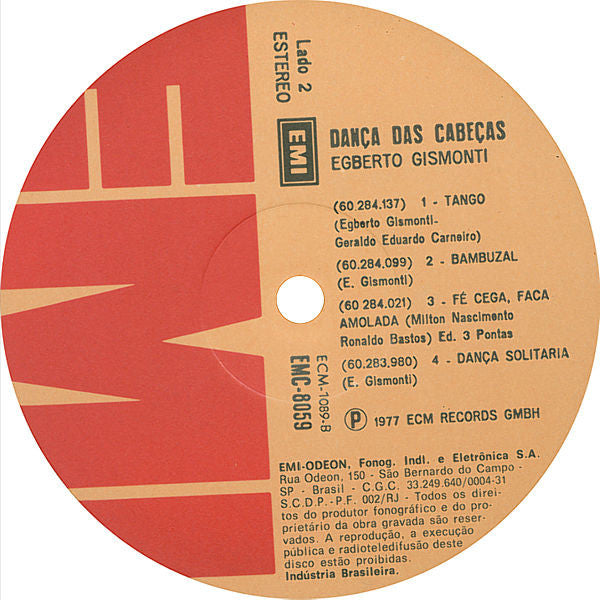 Lado 2
ESTEREO
EMI
DANÇA DAS CABEÇAS
EGBERTO GISMONTI
(60.284.137) 1 - TANGO
(Egberto Gismonti-
Geraldo Eduardo Carneiro)
(60.284.099) 2 - BAMBUZAL
(E. Gismonti)
(60 284.021) 3 - FÉ CEGA, FACA
AMOLADA (Milton Nascimento
Ronaldo Bastos) Ed. 3 Pontas
(60.283.980) 4 - DANÇA SOLITARIA
(E. Gismonti)
ECM-1089-B
EMC-8059
Ⓟ 1977 ECM RECORDS GMBH
EMI-ODEON, Fonog. Indl. e Eletrônica S.A.
Rua Odeon, 150 - São Bernardo do Campo -
SP - Brasil - C.G.C. 33.249.640/0004-31
S.C.D.P.-P.F. 002/RJ - Todos os direi-
tos do produtor fonográfico e do pro-
prietário da obra gravada são reser-
vados. A reprodução, a execução
pública e radioteledifusão deste
disco estão proibidas.
Indústria Brasileira.